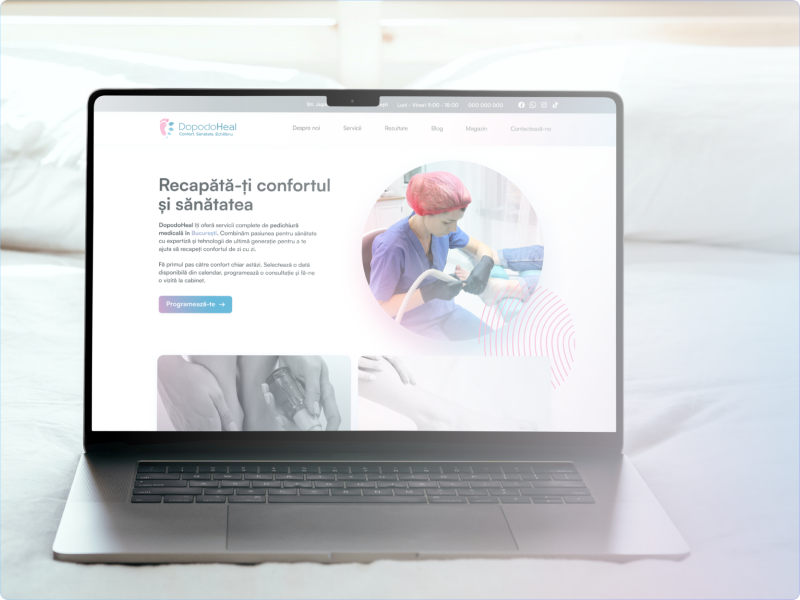 Luni - Vineri 9:00 - 18:00
000 000 000
DopodoHeal
Confort. Sănătate. Echilibru.
Despre noi
Servicii
Rezultate
Blog
Magazin
Contactează-ne
Recapătă-ți confortul
și sănătatea
DopodoHeal îți oferă servicii complete de pedichiură
medicală în București. Combinăm pasiunea pentru sănătate
cu expertiză și tehnologii de ultimă generație pentru a te
ajuta să recapeți confortul de zi cu zi.
Fă primul pas către confort chiar astăzi. Selectează o dată
disponibilă din calendar, programează o consultație și fă-ne
o vizită la cabinet.
Programează-te →